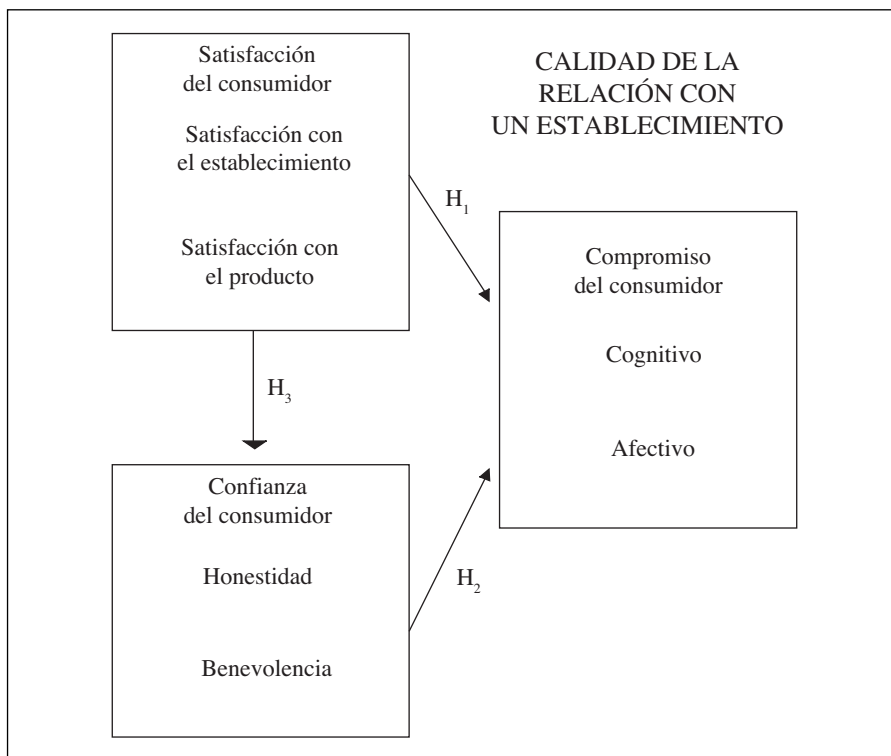 Satisfacción
del consumidor
Satisfacción con
el establecimiento
Satisfacción con
el producto
CALIDAD DE LA
RELACIÓN CON
UN ESTABLECIMIENTO
H₁
Compromiso
del consumidor
Cognitivo
Afectivo
H₃
Confianza
del consumidor
Honestidad
Benevolencia
H₂